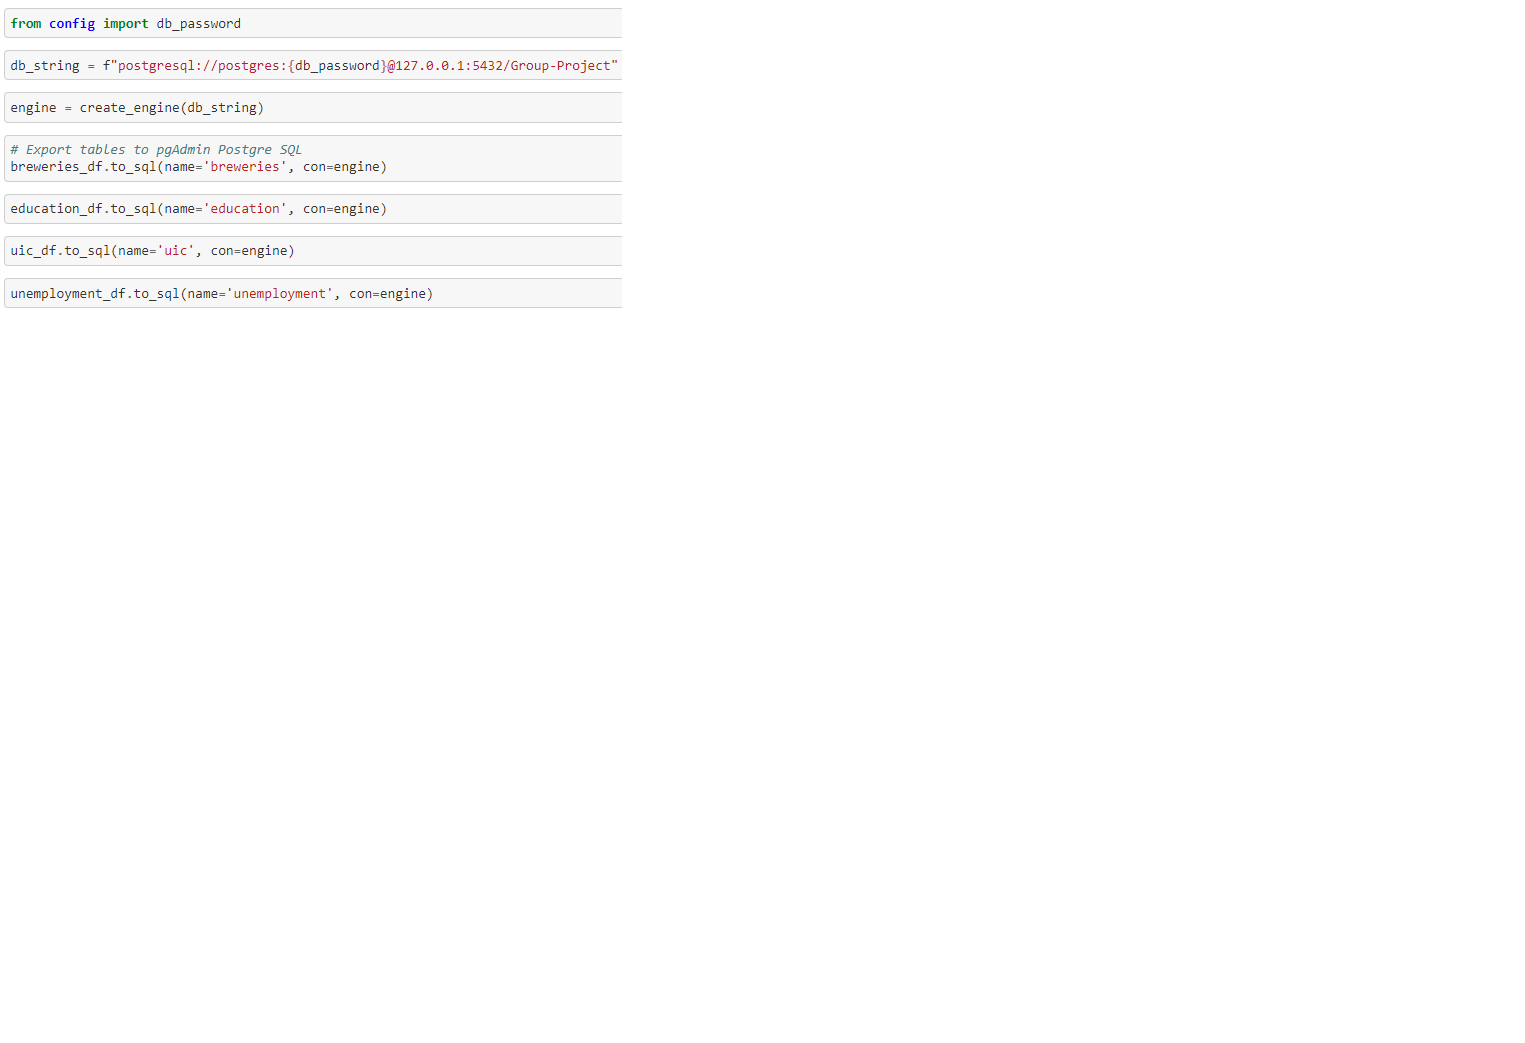 from config import db_password
db_string = f"postgresql://postgres:{db_password}@127.0.0.1:5432/Group-Project"
engine = create_engine(db_string)
# Export tables to pgAdmin Postgre SQL
breweries_df.to_sql(name='breweries', con=engine)
education_df.to_sql(name='education', con=engine)
uic_df.to_sql(name='uic', con=engine)
unemployment_df.to_sql(name='unemployment', con=engine)